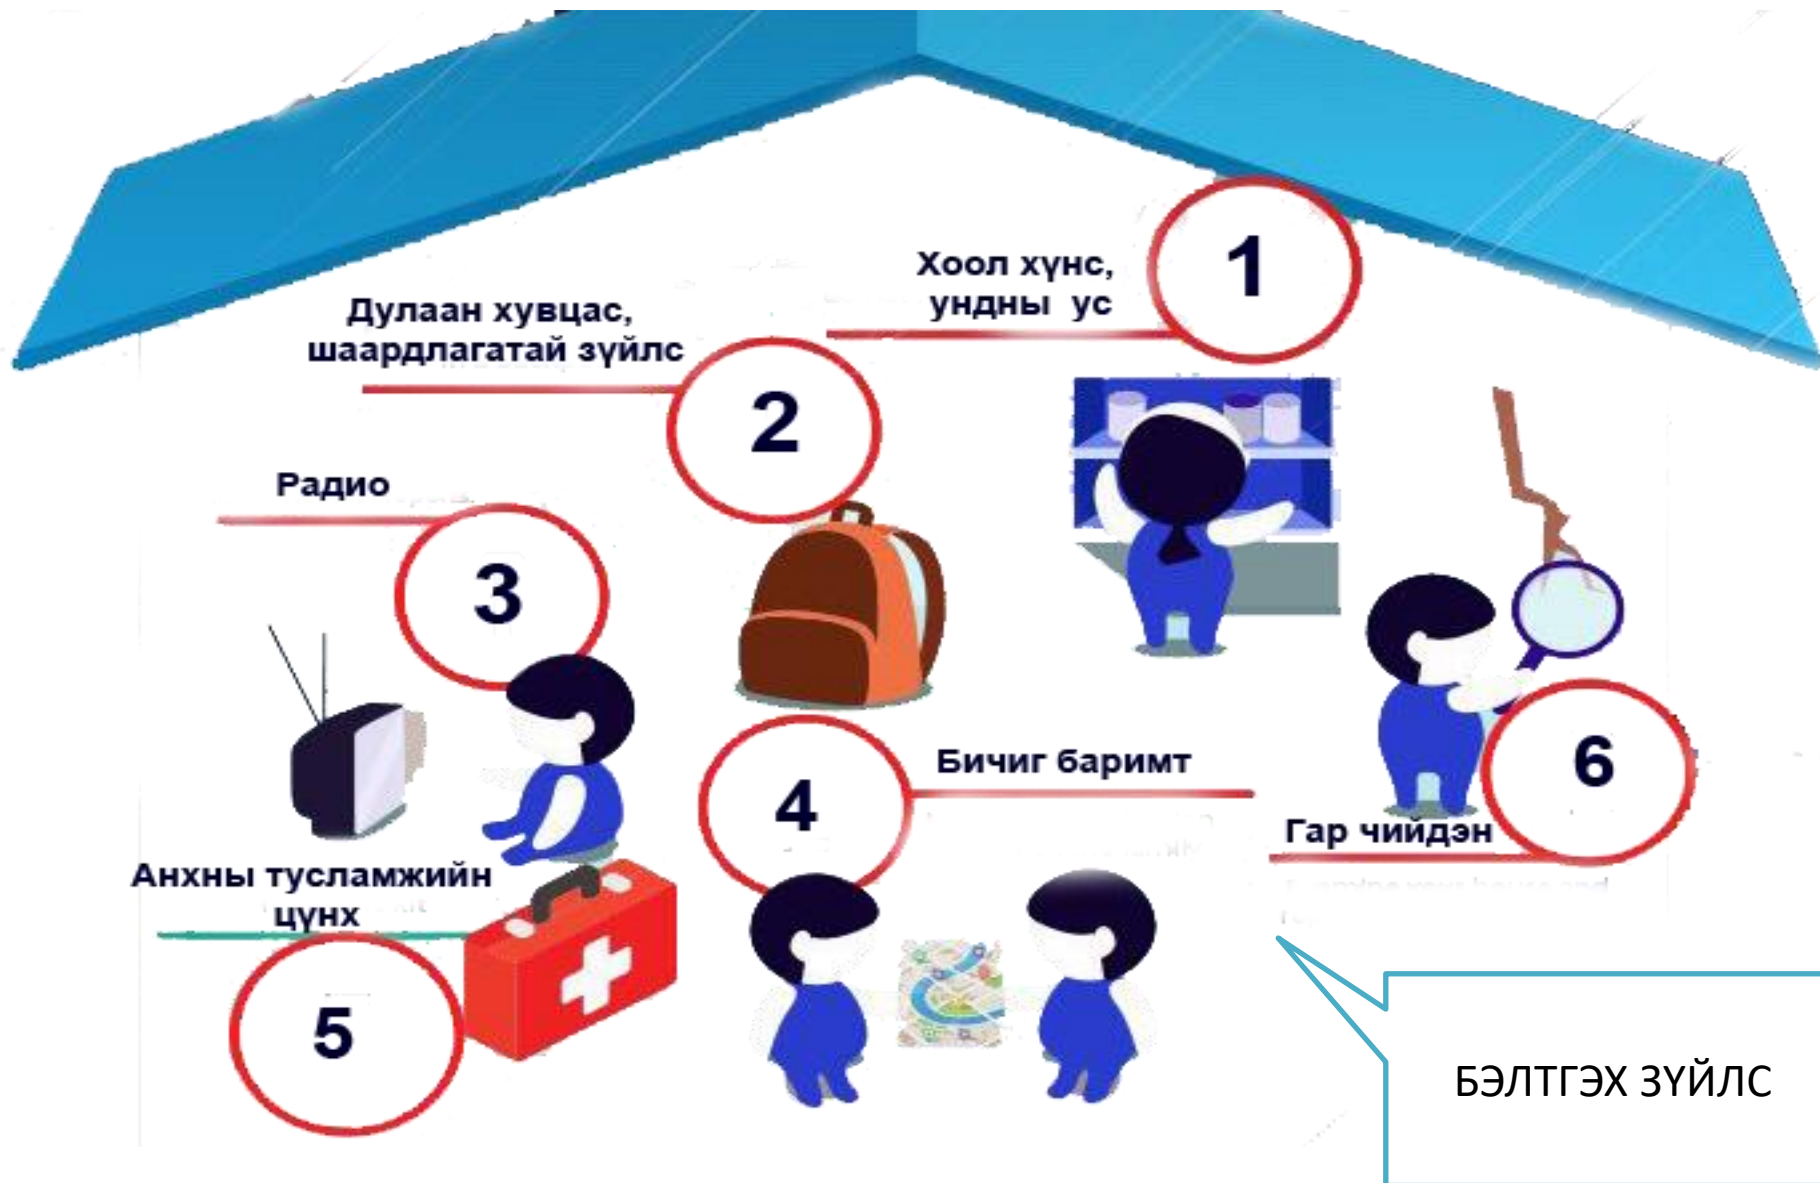 1
Хоол хүнс,
ундны ус
2
Дулаан хувцас,
шаардлагатай зүйлс
3
Радио
4
Бичиг баримт
5
Анхны тусламжийн
цүнх
6
Гар чийдэн
БЭЛТГЭХ ЗҮЙЛС